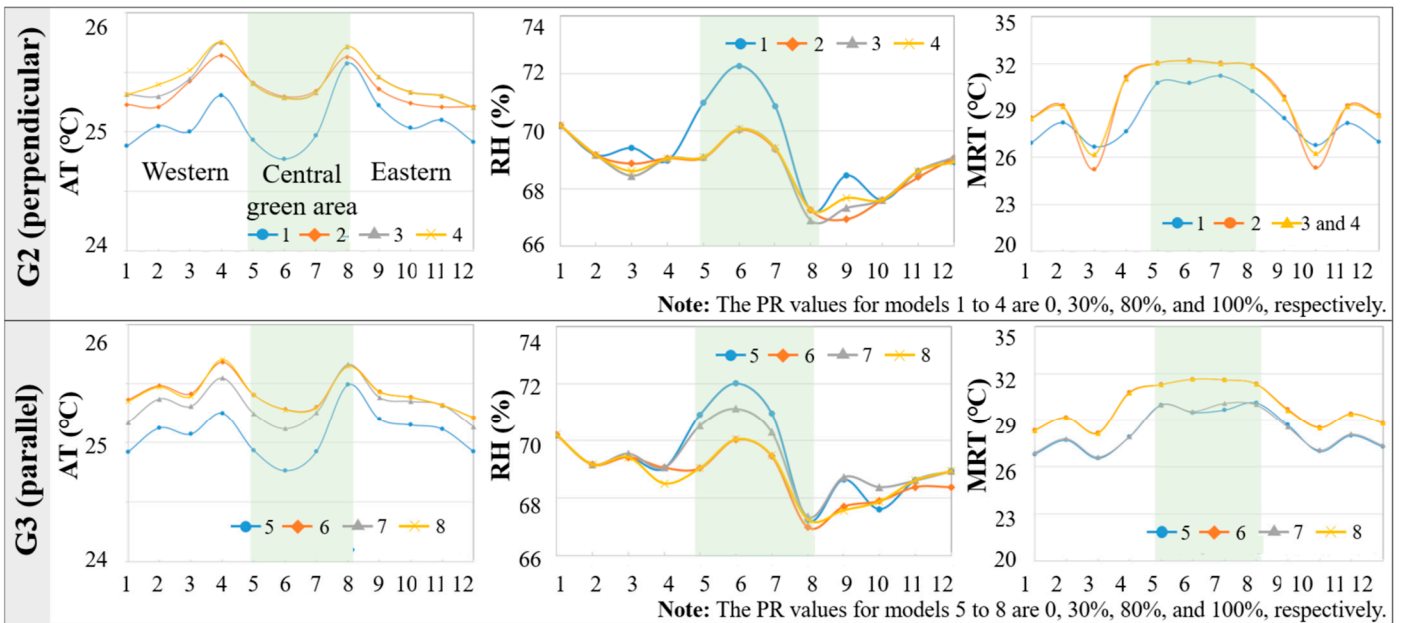 G2 (perpendicular)
AT (°C)
26
25
24
Western
Central
green area
Eastern
1 2 3 4
1 2 3 4 5 6 7 8 9 10 11 12
RH (%)
74
72
70
68
66
1 2 3 4
1 2 3 4 5 6 7 8 9 10 11 12
MRT (°C)
35
32
29
26
23
20
1 2 3 and 4
1 2 3 4 5 6 7 8 9 10 11 12
Note: The PR values for models 1 to 4 are 0, 30%, 80%, and 100%, respectively.
G3 (parallel)
AT (°C)
26
25
24
5 6 7 8
1 2 3 4 5 6 7 8 9 10 11 12
RH (%)
74
72
70
68
66
5 6 7 8
1 2 3 4 5 6 7 8 9 10 11 12
MRT (°C)
35
32
29
26
23
20
5 6 7 8
1 2 3 4 5 6 7 8 9 10 11 12
Note: The PR values for models 5 to 8 are 0, 30%, 80%, and 100%, respectively.